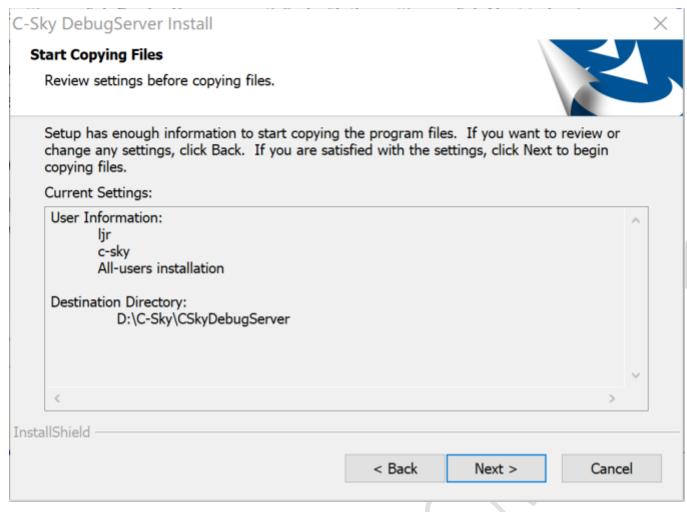 C-Sky DebugServer Install
Start Copying Files
Review settings before copying files.
Setup has enough information to start copying the program files.  If you want to review or
change any settings, click Back.  If you are satisfied with the settings, click Next to begin
copying files.
Current Settings:
User Information:
ljr
c-sky
All-users installation
Destination Directory:
D:\C-Sky\CSkyDebugServer
InstallShield
< Back
Next >
Cancel